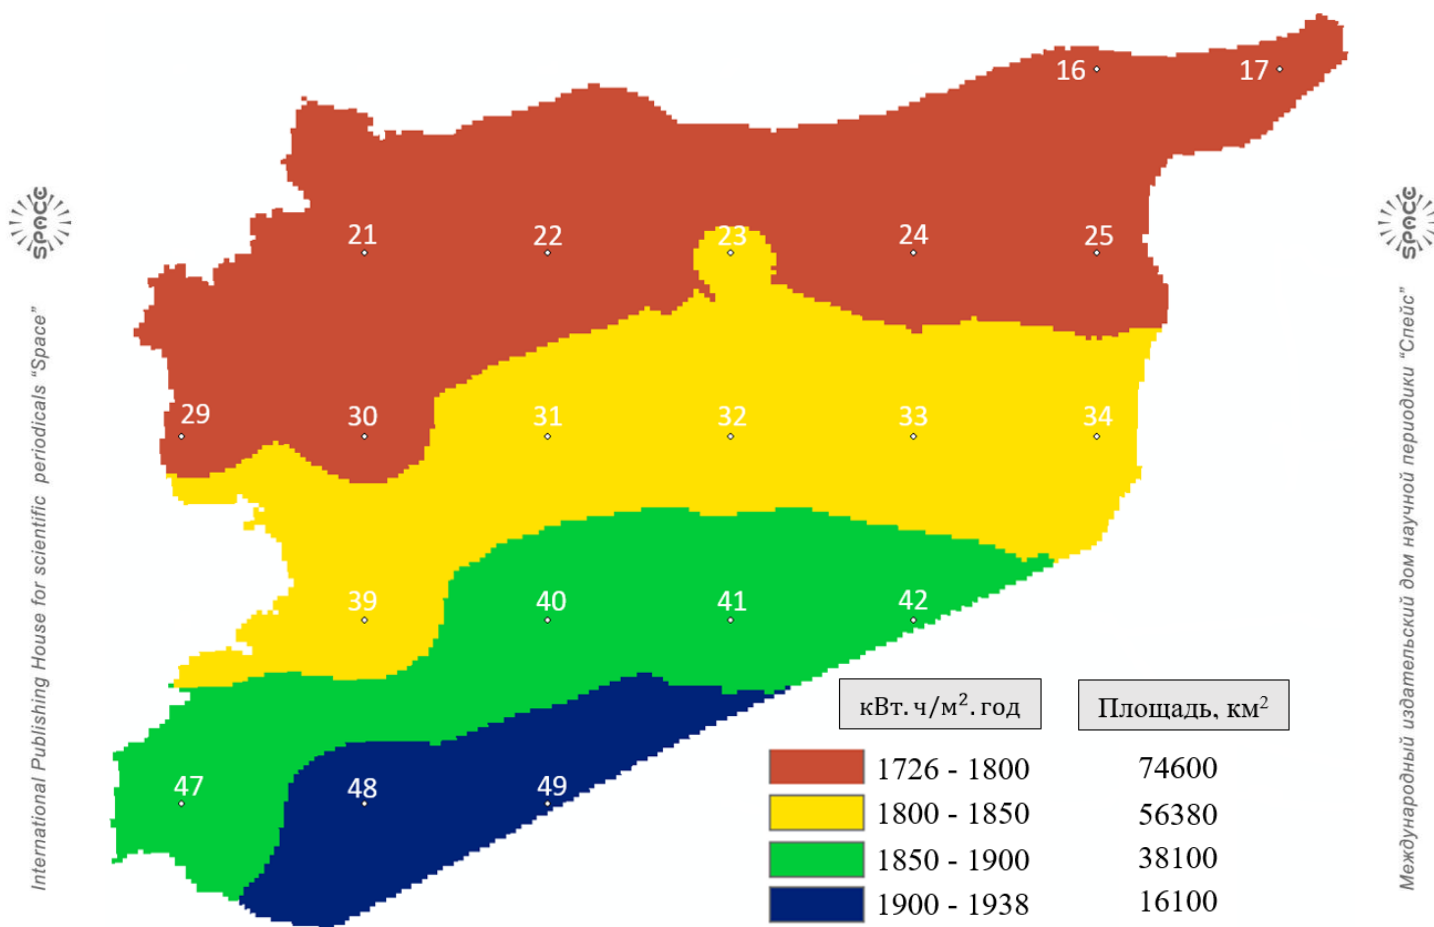 16 17
21 22 23 24 25
29 30 31 32 33 34
39 40 41 42
47 48 49
кВт.ч/м².год Площадь, км²
1726 - 1800 74600
1800 - 1850 56380
1850 - 1900 38100
1900 - 1938 16100
SPACE
International Publishing House for scientific periodicals "Space"
SPACE
Международный издательский дом научной периодики "Спейс"